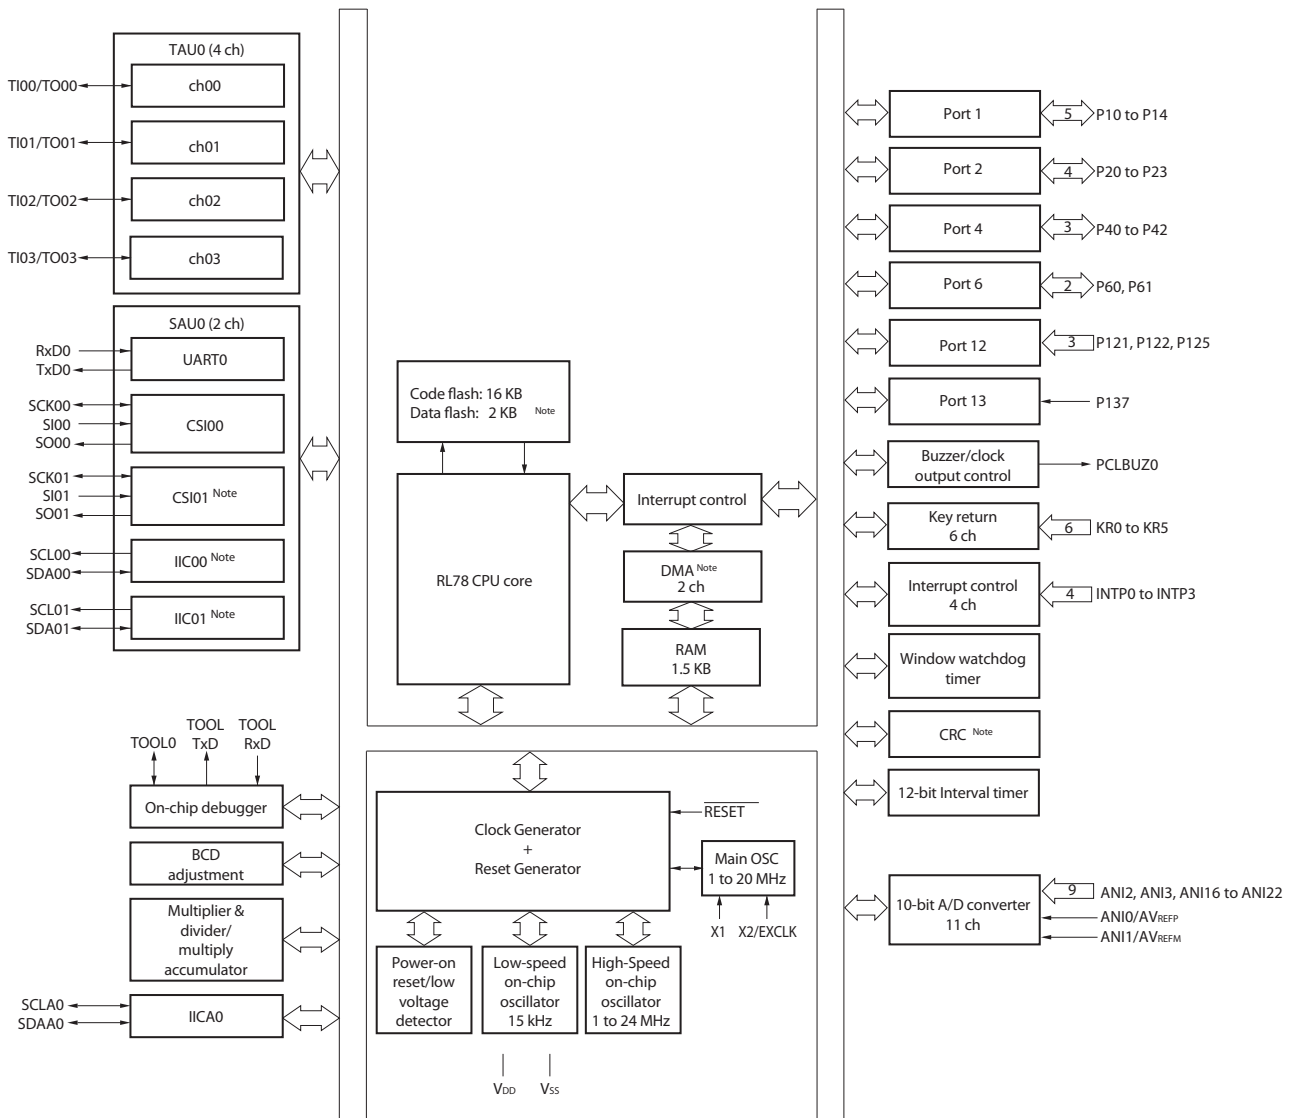 TAU0 (4 ch)
TI00/TO00
ch00
TI01/TO01
ch01
TI02/TO02
ch02
TI03/TO03
ch03
SAU0 (2 ch)
RxD0
TxD0
UART0
SCK00
SI00
SO00
CSI00
SCK01
SI01
SO01
CSI01 Note
SCL00
SDA00
IIC00 Note
SCL01
SDA01
IIC01 Note
TOOL0
TOOL
TxD
TOOL
RxD
On-chip debugger
BCD
adjustment
Multiplier &
divider/
multiply
accumulator
SCLA0
SDAA0
IICA0
Code flash: 16 KB
Data flash: 2 KB Note
RL78 CPU core
Interrupt control
DMA Note
2 ch
RAM
1.5 KB
Clock Generator
+
Reset Generator
RESET
Main OSC
1 to 20 MHz
X1
X2/EXCLK
Power-on
reset/low
voltage
detector
Low-speed
on-chip
oscillator
15 kHz
High-Speed
on-chip
oscillator
1 to 24 MHz
VDD
VSS
Port 1
5
P10 to P14
Port 2
4
P20 to P23
Port 4
3
P40 to P42
Port 6
2
P60, P61
Port 12
3
P121, P122, P125
Port 13
P137
Buzzer/clock
output control
PCLBUZ0
Key return
6 ch
6
KR0 to KR5
Interrupt control
4 ch
4
INTP0 to INTP3
Window watchdog
timer
CRC Note
12-bit Interval timer
10-bit A/D converter
11 ch
9
ANI2, ANI3, ANI16 to ANI22
ANI0/AVREFP
ANI1/AVREFM